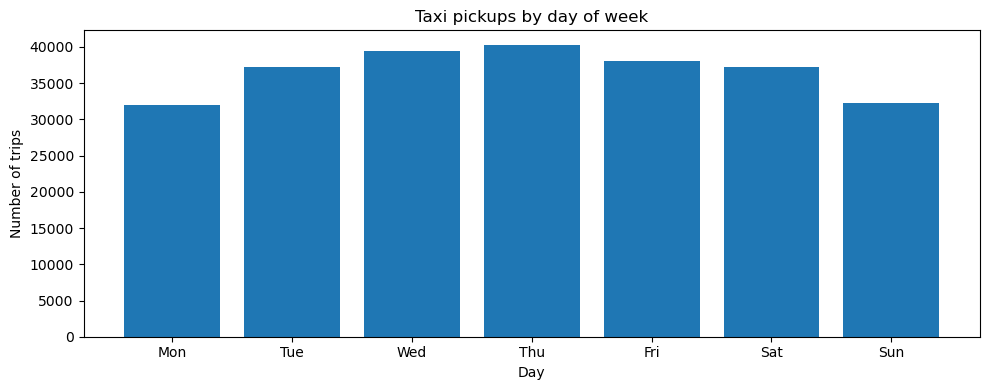 Taxi pickups by day of week
Number of trips
40000
35000
30000
25000
20000
15000
10000
5000
0
Mon Tue Wed Thu Fri Sat Sun
Day